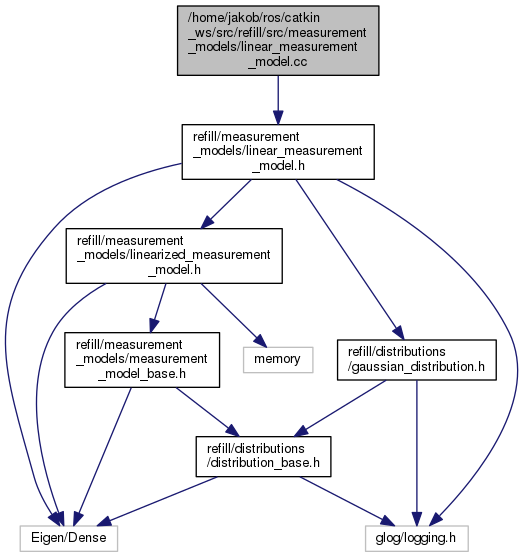 /home/jakob/ros/catkin
_ws/src/refill/src/measurement
_models/linear_measurement
_model.cc
refill/measurement
_models/linear_measurement
_model.h
refill/measurement
_models/linearized_measurement
_model.h
refill/measurement
_models/measurement
_model_base.h
memory
refill/distributions
/gaussian_distribution.h
refill/distributions
/distribution_base.h
Eigen/Dense
glog/logging.h